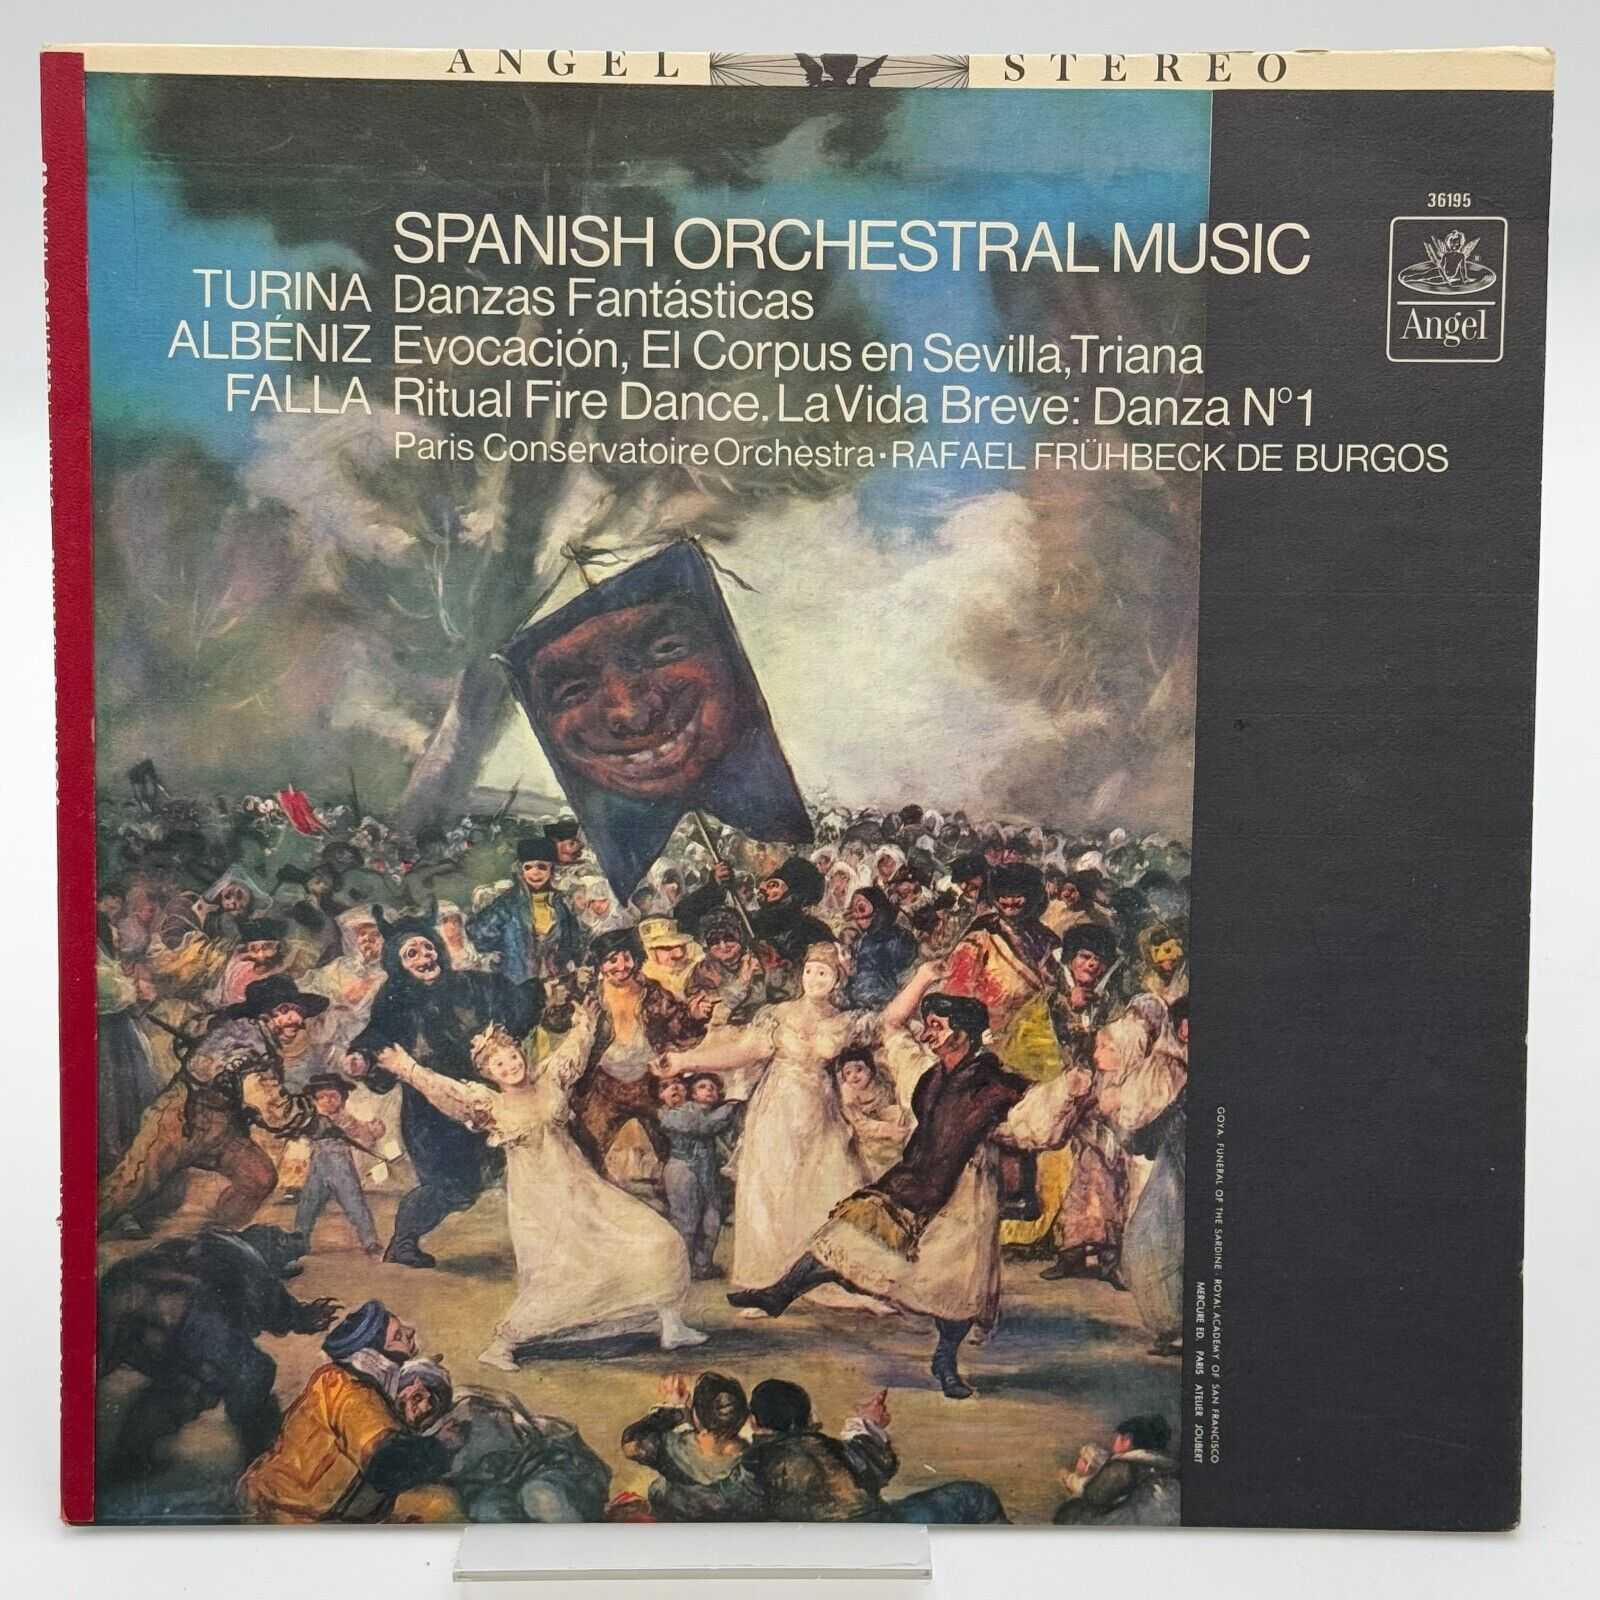 ANGEL STEREO
36195
Angel
SPANISH ORCHESTRAL MUSIC
TURINA Danzas Fantásticas
ALBÉNIZ Evocación, El Corpus en Sevilla, Triana
FALLA Ritual Fire Dance. La Vida Breve: Danza Nº1
Paris Conservatoire Orchestra · RAFAEL FRÜHBECK DE BURGOS
GOYA. FUNERAL OF THE SARDINE. ROYAL ACADEMY OF SAN FRANCISCO
MERCURE ED. PARIS ATELIER JOUBERT